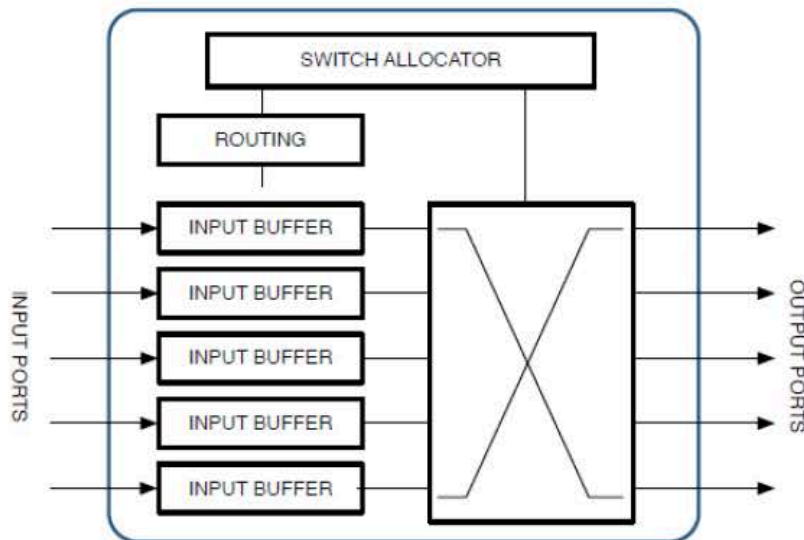 SWITCH ALLOCATOR
ROUTING
INPUT BUFFER
INPUT BUFFER
INPUT BUFFER
INPUT BUFFER
INPUT BUFFER
INPUT PORTS
OUTPUT PORTS